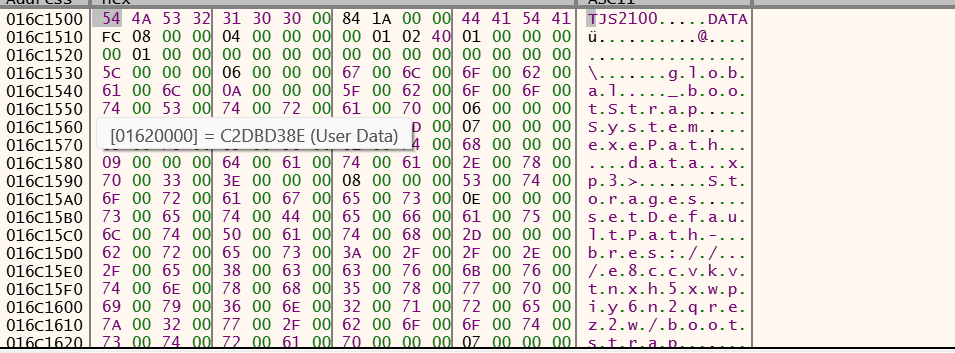 Address Hex ASCII
016C1500 54 4A 53 32 31 30 30 00 84 1A 00 00 44 41 54 41 TJS2100.....DATA
016C1510 FC 08 00 00 04 00 00 00 00 01 02 40 01 00 00 00 ü..........@....
016C1520 00 01 00 00 00 00 00 00 00 00 00 00 00 00 00 00 ................
016C1530 5C 00 00 00 06 00 00 00 67 00 6C 00 6F 00 62 00 \.......g.l.o.b.
016C1540 61 00 6C 00 0A 00 00 00 5F 00 62 00 6F 00 6F 00 a.l....._.b.o.o.
016C1550 74 00 53 00 74 00 72 00 61 00 70 00 06 00 00 00 t.S.t.r.a.p.....
016C1560 00 07 00 00 00 S.y.s.t.e.m.....
[01620000] = C2DBD38E (User Data)
016C1570 00 68 00 00 00 e.x.e.P.a.t.h...
016C1580 09 00 00 00 64 00 61 00 74 00 61 00 2E 00 78 00 ....d.a.t.a...x.
016C1590 70 00 33 00 3E 00 00 00 08 00 00 00 53 00 74 00 p.3.>.......S.t.
016C15A0 6F 00 72 00 61 00 67 00 65 00 73 00 0E 00 00 00 o.r.a.g.e.s.....
016C15B0 73 00 65 00 74 00 44 00 65 00 66 00 61 00 75 00 s.e.t.D.e.f.a.u.
016C15C0 6C 00 74 00 50 00 61 00 74 00 68 00 2D 00 00 00 l.t.P.a.t.h.-...
016C15D0 62 00 72 00 65 00 73 00 3A 00 2F 00 2F 00 2E 00 b.r.e.s.:././...
016C15E0 2F 00 65 00 38 00 63 00 63 00 76 00 6B 00 76 00 /.e.8.c.c.v.k.v.
016C15F0 74 00 6E 00 78 00 68 00 35 00 78 00 77 00 70 00 t.n.x.h.5.x.w.p.
016C1600 69 00 79 00 36 00 6E 00 32 00 71 00 72 00 65 00 i.y.6.n.2.q.r.e.
016C1610 7A 00 32 00 77 00 2F 00 62 00 6F 00 6F 00 74 00 z.2.w./.b.o.o.t.
016C1620 73 00 74 00 72 00 61 00 70 00 00 00 07 00 00 00 s.t.r.a.p.......